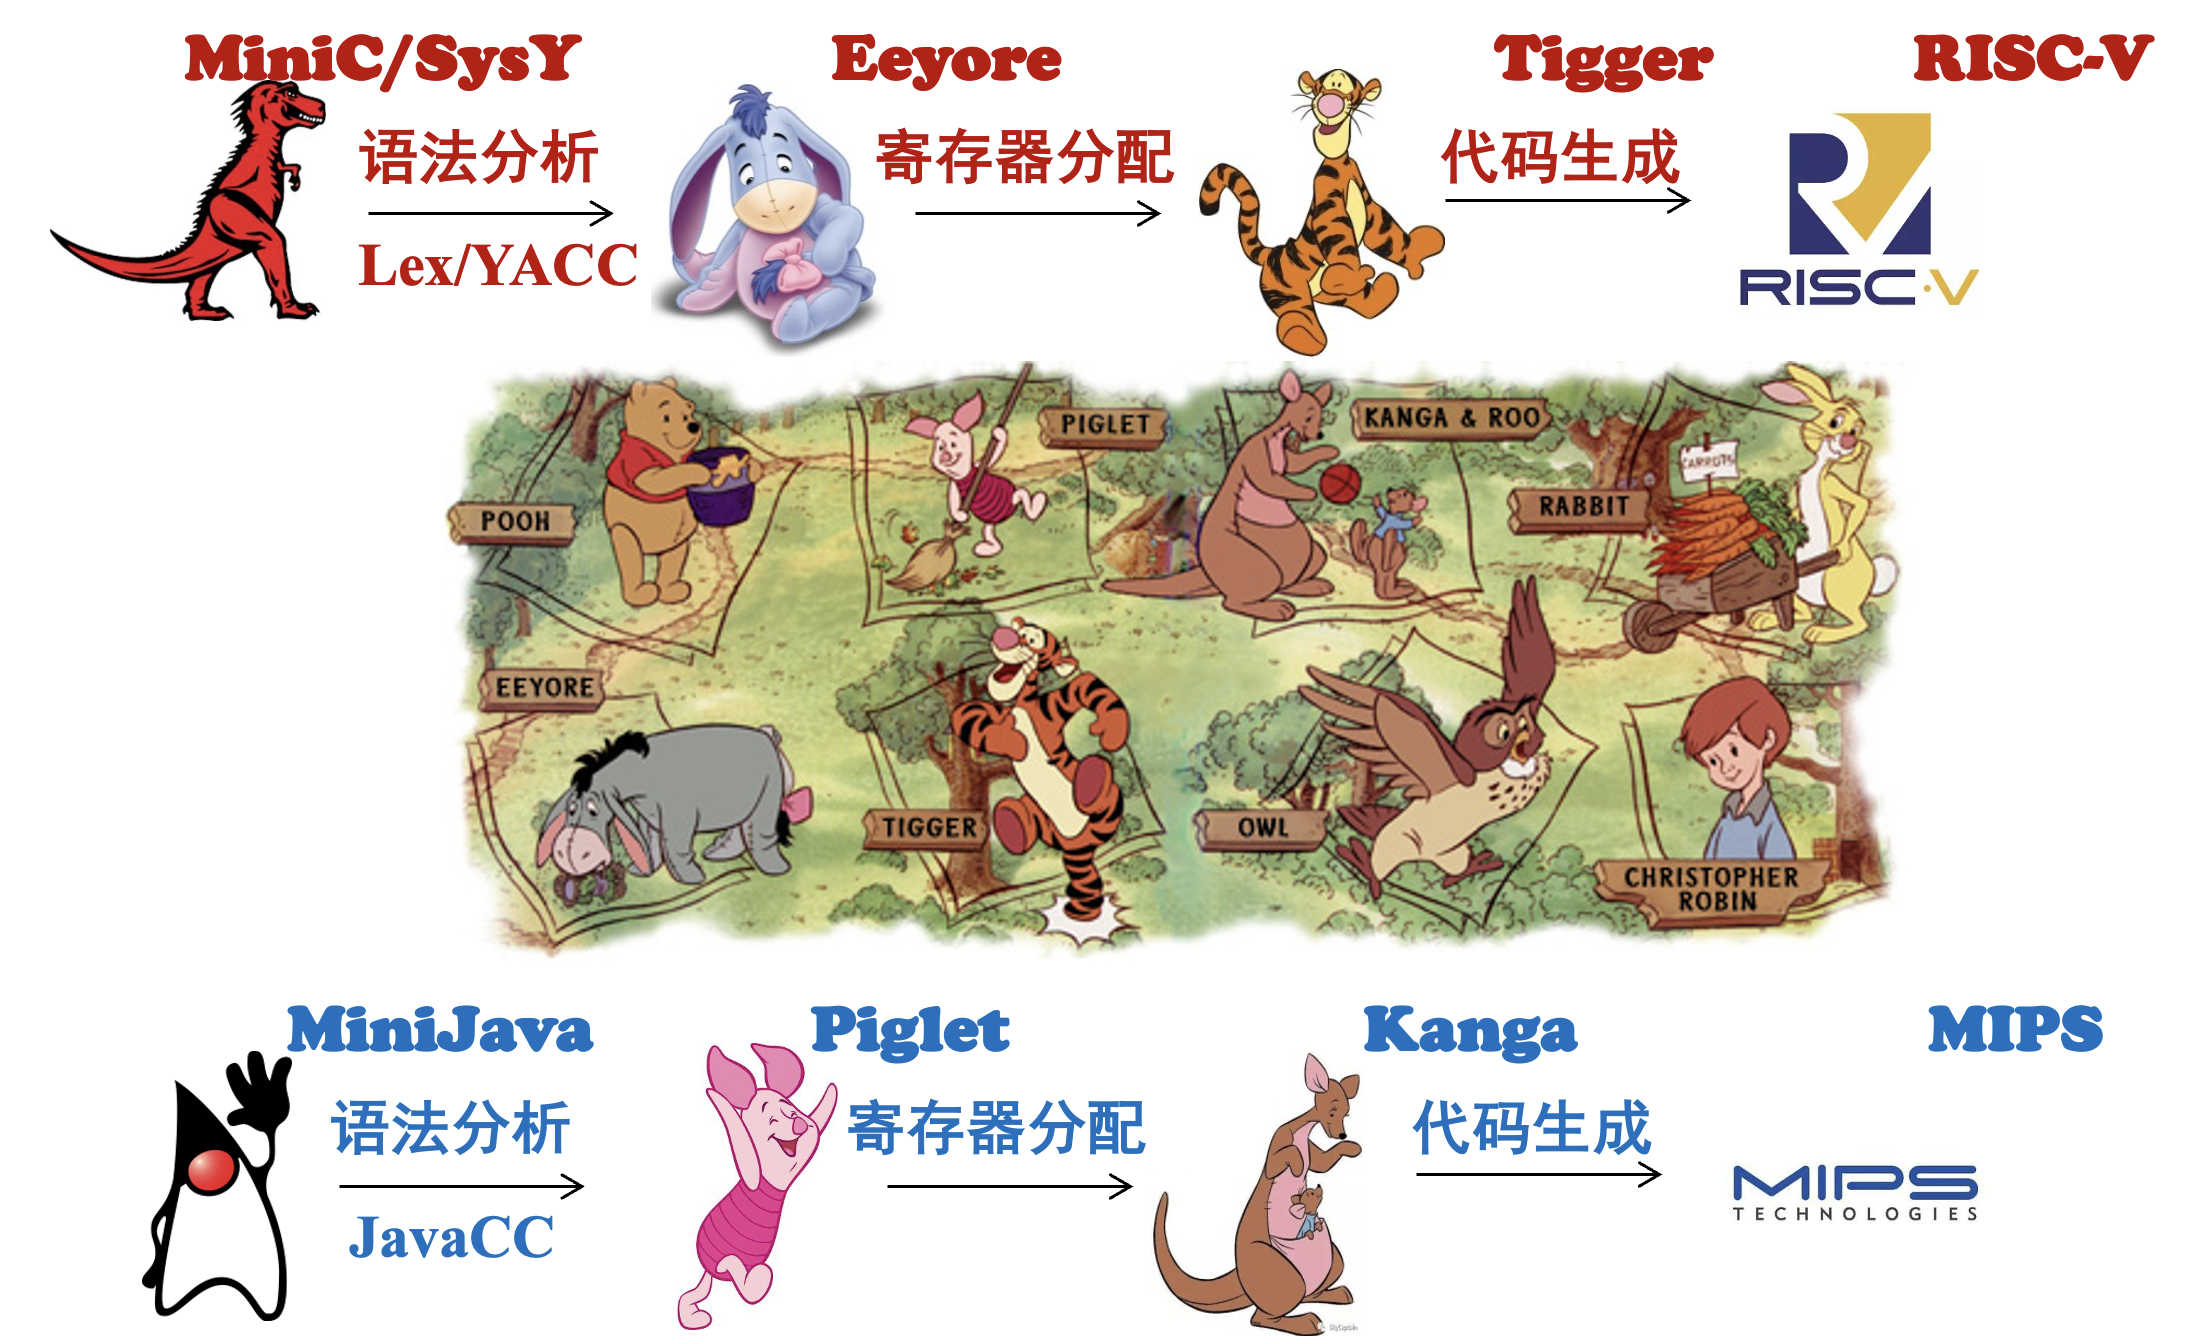 MiniC/SysY
Eeyore
Tigger
RISC-V
语法分析
寄存器分配
代码生成
Lex/YACC
RISC-V
PIGLET
KANGA & ROO
CARROTS
POOH
RABBIT
EEYORE
TIGGER
OWL
CHRISTOPHER
ROBIN
MiniJava
Piglet
Kanga
MIPS
语法分析
寄存器分配
代码生成
JavaCC
MIPS
TECHNOLOGIES